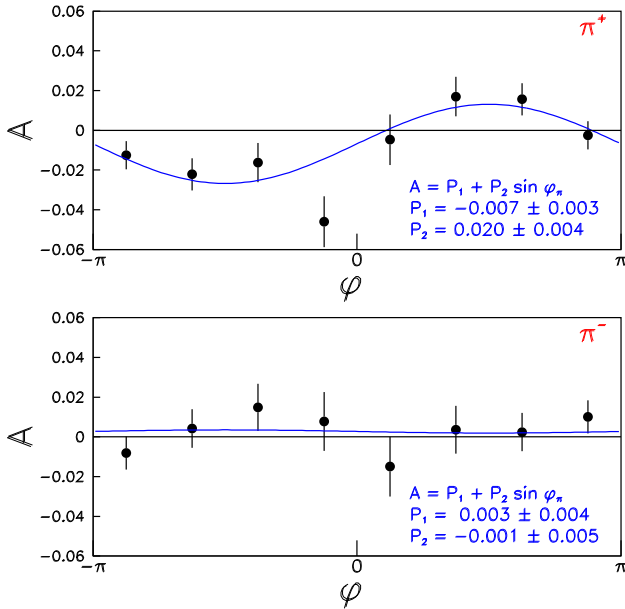 0.06
π⁺
0.04
0.02
𝔸
0
-0.02
A = P₁ + P₂ sin φ_π
P₁ = -0.007 ± 0.003
-0.04
P₂ = 0.020 ± 0.004
-0.06
-π
0
π
φ
0.06
π⁻
0.04
0.02
𝔸
0
-0.02
A = P₁ + P₂ sin φ_π
P₁ = 0.003 ± 0.004
-0.04
P₂ = -0.001 ± 0.005
-0.06
-π
0
π
φ